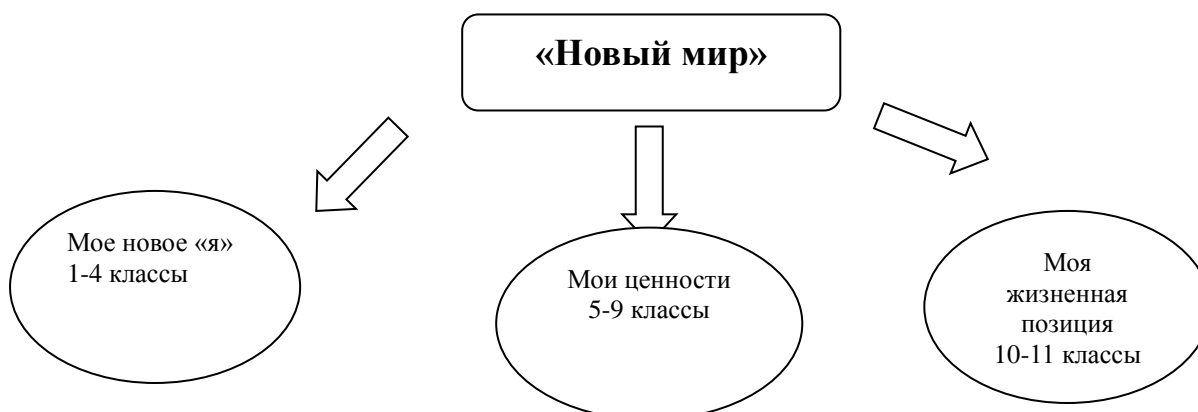 «Новый мир»
Мое новое «я»
1-4 классы
Мои ценности
5-9 классы
Моя
жизненная
позиция
10-11 классы